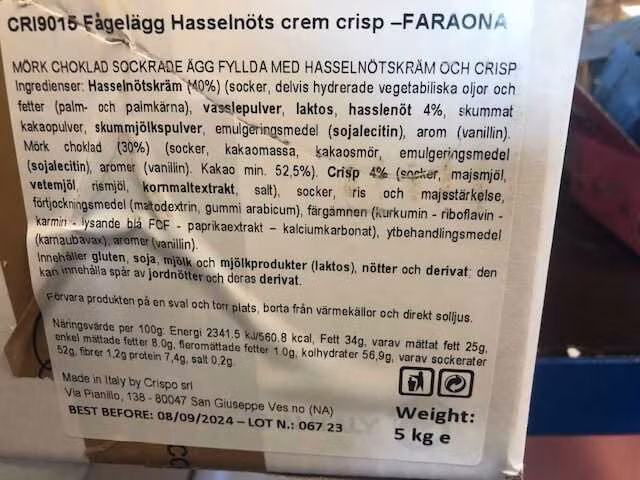 CRI9015 Fågelägg Hasselnöts crem crisp –FARAONA
MÖRK CHOKLAD SOCKRADE ÄGG FYLLDA MED HASSELNÖTSKRÄM OCH CRISP
Ingredienser: Hasselnötskräm (40%) (socker, delvis hydrerade vegetabiliska oljor och
fetter (palm- och palmkärna), vasslepulver, laktos, hasslenöt 4%, skummat
kakaopulver, skummjölkspulver, emulgeringsmedel (sojalecitin), arom (vanillin).
Mörk choklad (30%) (socker, kakaomassa, kakaosmör, emulgeringsmedel
(sojalecitin), aromer (vanillin). Kakao min. 52,5%). Crisp 4% (socker, majsmjöl,
vetemjöl, rismjöl, kornmaltextrakt, salt), socker, ris och majsstärkelse,
förtjockningsmedel (maltodextrin, gummi arabicum), färgämnen (kurkumin - riboflavin -
karmin - lysande blå FCF - paprikaextrakt – kalciumkarbonat), ytbehandlingsmedel
(karnaubavax), aromer (vanillin).
Innehåller gluten, soja, mjölk och mjölkprodukter (laktos), nötter och derivat; den
kan innehålla spår av jordnötter och deras derivat.
Förvara produkten på en sval och torr plats, borta från värmekällor och direkt solljus.
Näringsvärde per 100g: Energi 2341.5 kJ/560.8 kcal, Fett 34g, varav mättat fett 25g,
enkel mättade fetter 8.0g, fleromättade fetter 1.0g, kolhydrater 56,9g, varav sockerater
52g, fibrer 1,2g protein 7,4g, salt 0,2g.
Made in Italy by Crispo srl
Via Pianillo, 138 - 80047 San Giuseppe Ves.no (NA)
BEST BEFORE: 08/09/2024 – LOT N.: 067 23
Weight:
5 kg e